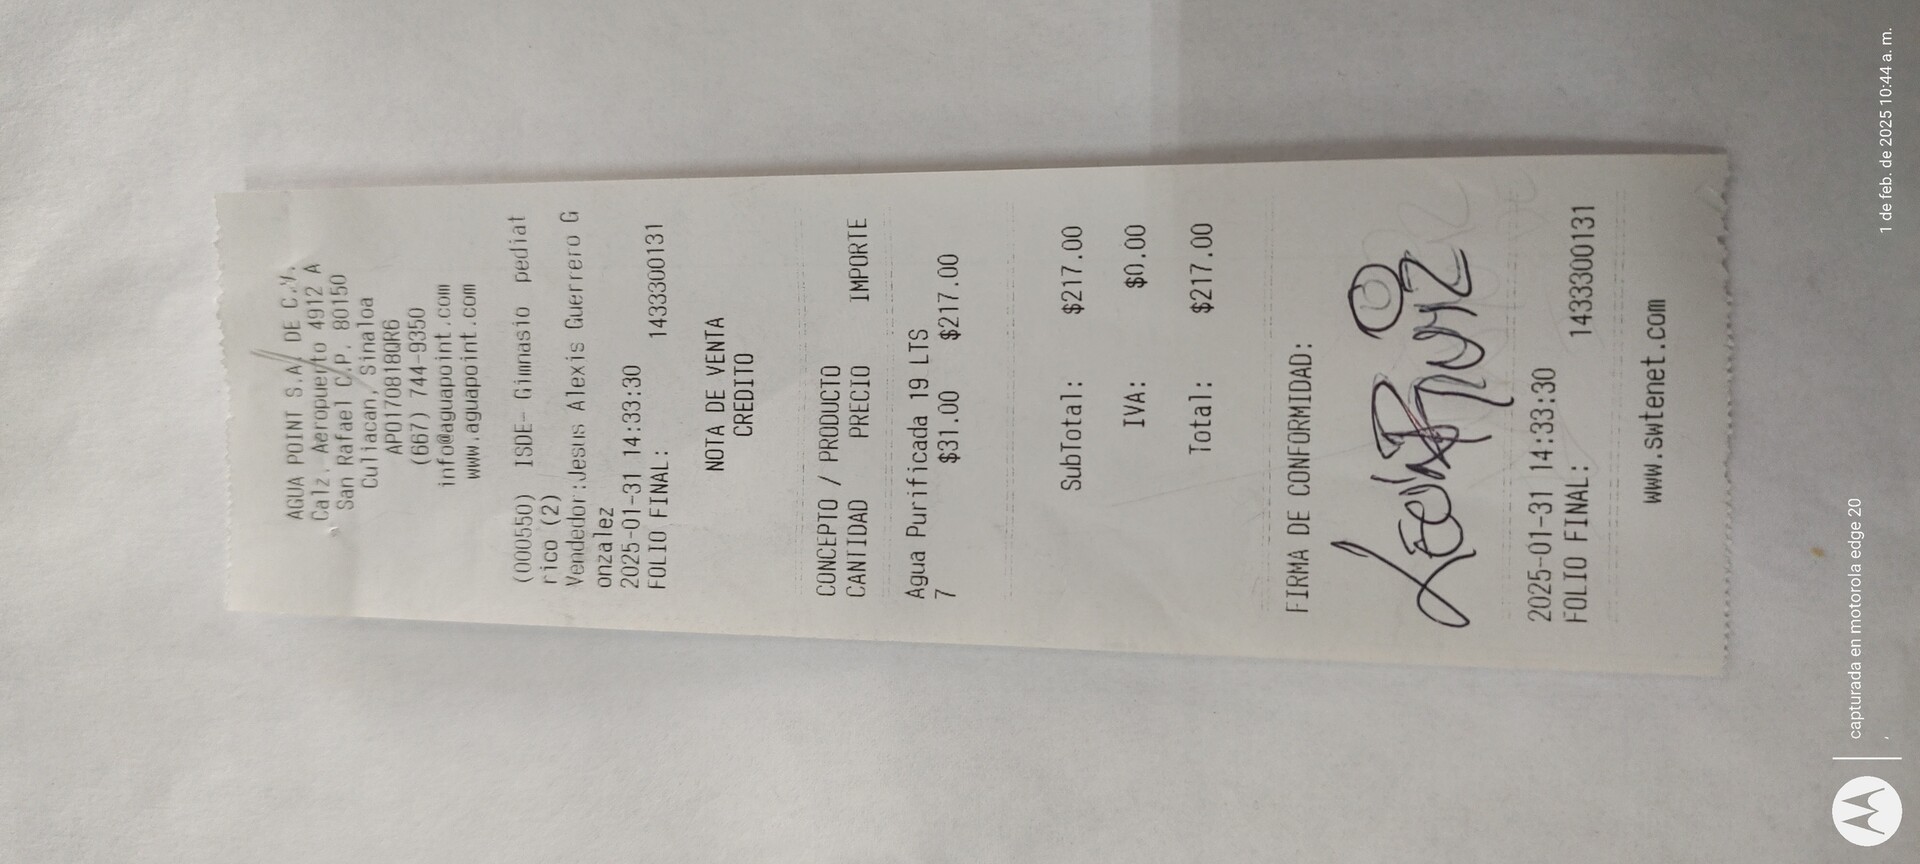 AGUA POINT S.A. DE C.V.
Calz. Aeropuerto 4912 A
San Rafael C.P. 80150
Culiacan, Sinaloa
APO170818QR6
(667) 744-9350
info@aguapoint.com
www.aguapoint.com
(000550) ISDE- Gimnasio pediat
rico (2)
Vendedor:Jesus Alexis Guerrero G
onzalez
2025-01-31 14:33:30
FOLIO FINAL: 1433300131
NOTA DE VENTA
CREDITO
CONCEPTO / PRODUCTO
CANTIDAD PRECIO IMPORTE
Agua Purificada 19 LTS
7 $31.00 $217.00
SubTotal: $217.00
IVA: $0.00
Total: $217.00
FIRMA DE CONFORMIDAD:
2025-01-31 14:33:30
FOLIO FINAL: 1433300131
www.swtenet.com
capturada en motorola edge 20
1 de feb. de 2025 10:44 a. m.